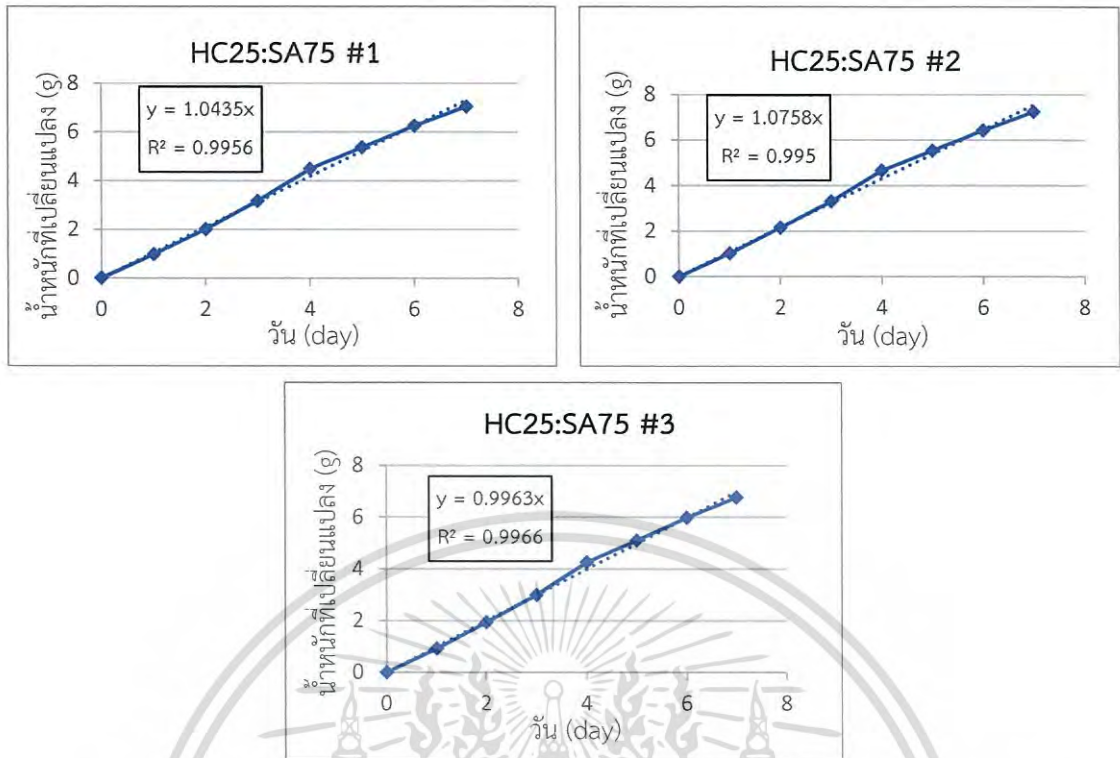 HC25:SA75 #1
น้ำหนักที่เปลี่ยนแปลง (g)
8
6
4
2
0
y = 1.0435x
R² = 0.9956
0 2 4 6 8
วัน (day)
HC25:SA75 #2
น้ำหนักที่เปลี่ยนแปลง (g)
8
6
4
2
0
y = 1.0758x
R² = 0.995
0 2 4 6 8
วัน (day)
HC25:SA75 #3
น้ำหนักที่เปลี่ยนแปลง (g)
8
6
4
2
0
y = 0.9963x
R² = 0.9966
0 2 4 6 8
วัน (day)